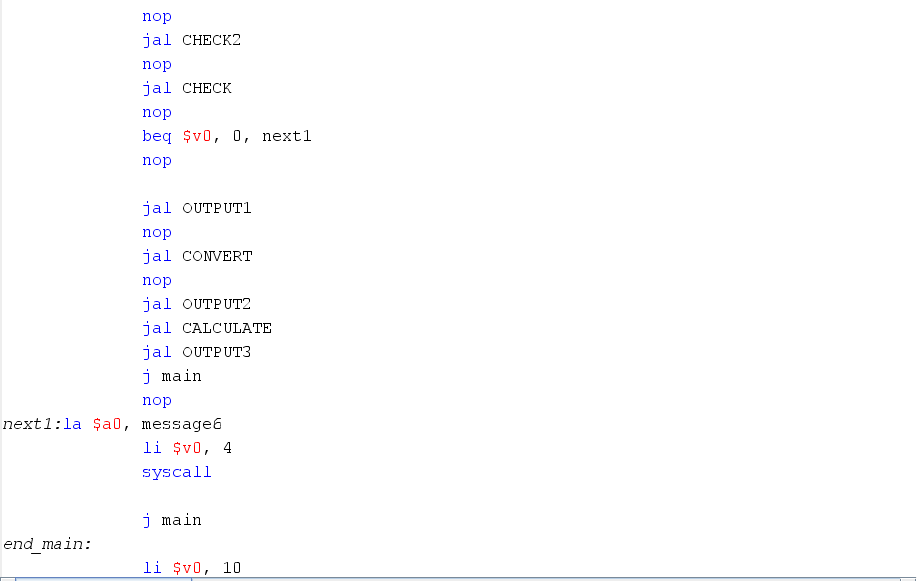 nop
jal CHECK2
nop
jal CHECK
nop
beq $v0, 0, next1
nop
jal OUTPUT1
nop
jal CONVERT
nop
jal OUTPUT2
jal CALCULATE
jal OUTPUT3
j main
nop
next1:la $a0, message6
li $v0, 4
syscall
j main
end_main:
li $v0, 10